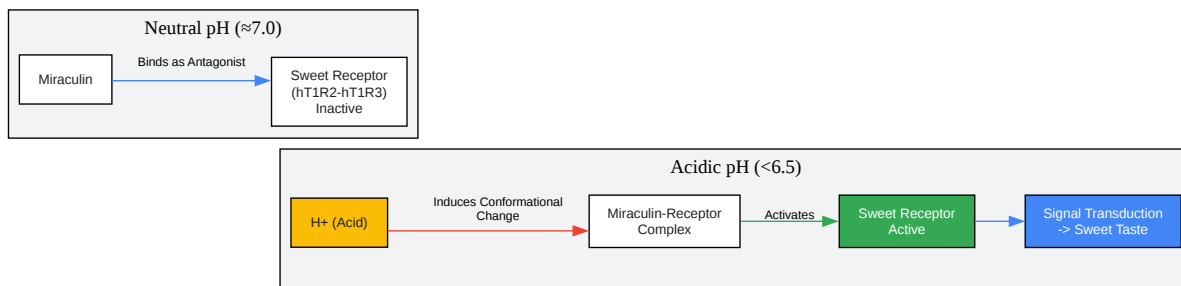 Neutral pH (≈7.0)
Miraculin
Binds as Antagonist
Sweet Receptor
(hT1R2-hT1R3)
Inactive
Acidic pH (<6.5)
H+ (Acid)
Induces Conformational
Change
Miraculin-Receptor
Complex
Activates
Sweet Receptor
Active
Signal Transduction
-> Sweet Taste